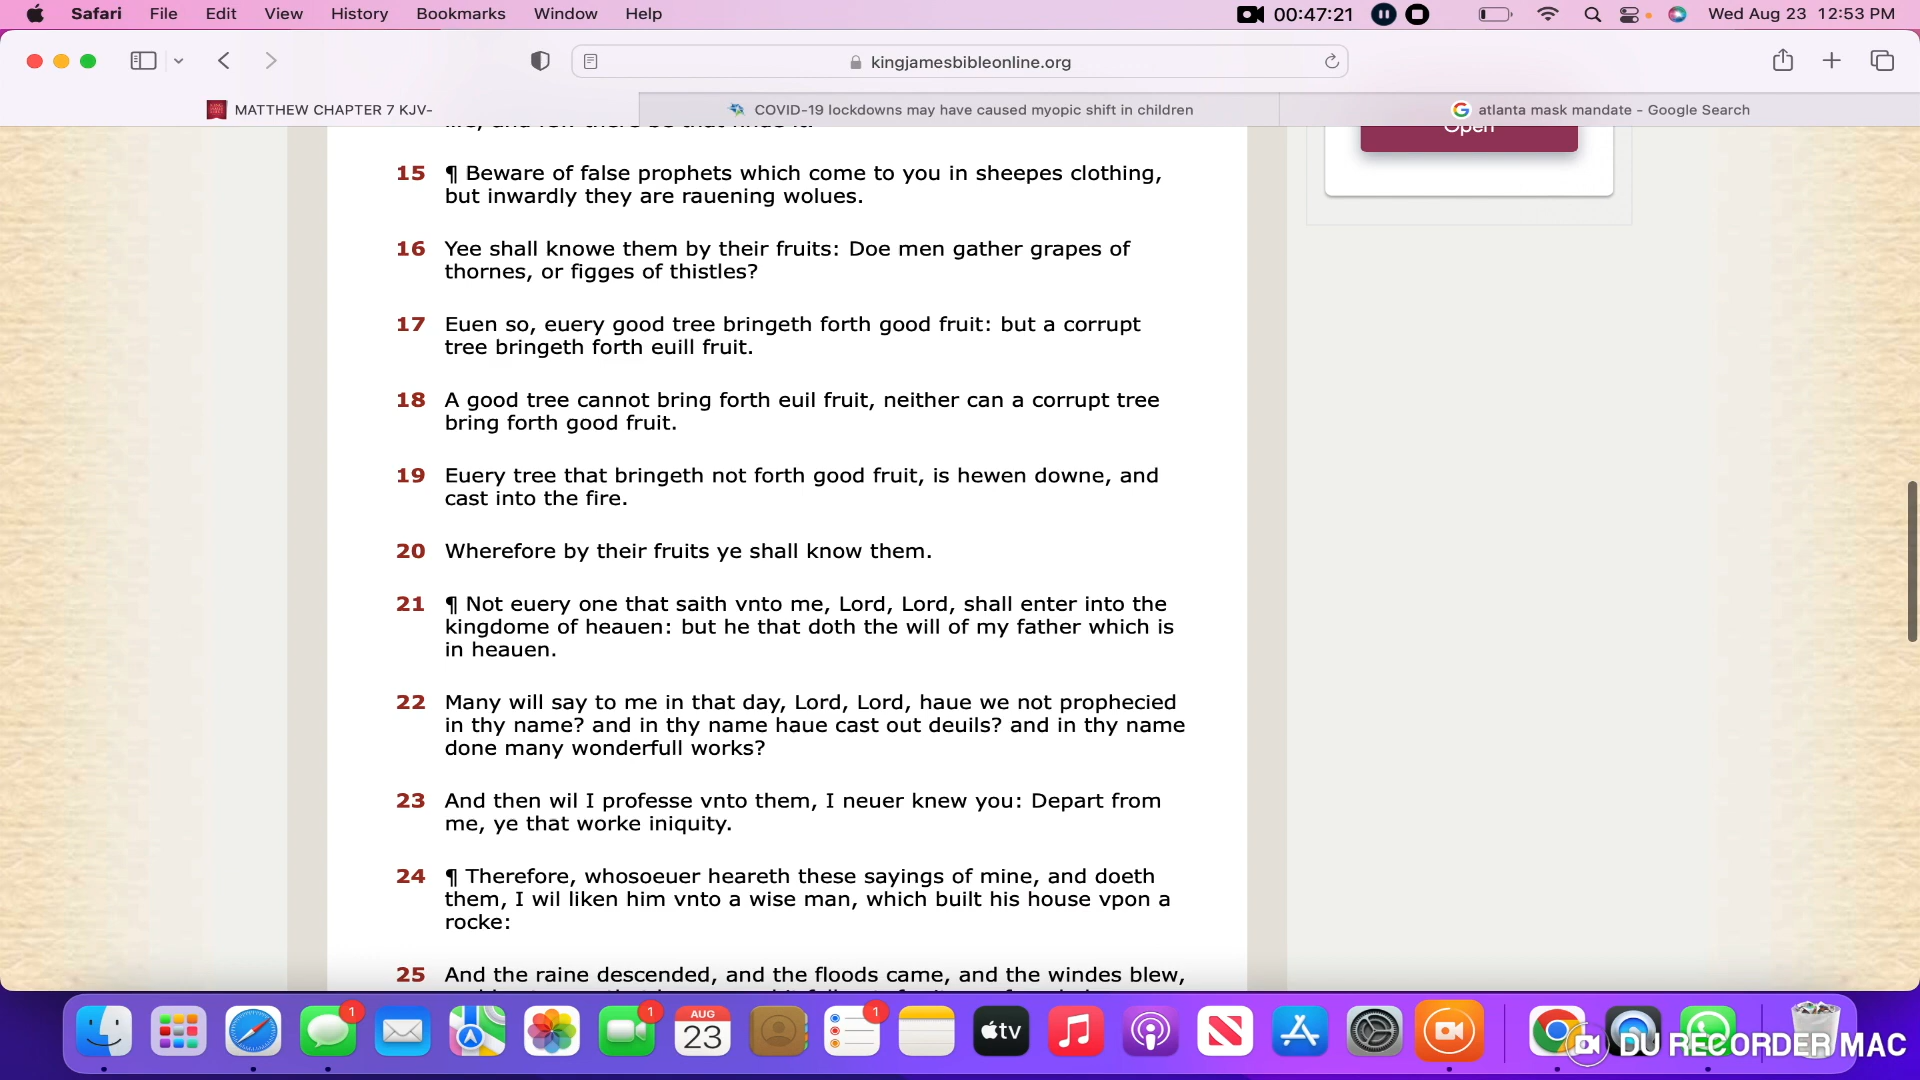 Safari File Edit View History Bookmarks Window Help 00:47:21 Wed Aug 23 12:53 PM
kingjamesbibleonline.org
MATTHEW CHAPTER 7 KJV- COVID-19 lockdowns may have caused myopic shift in children atlanta mask mandate - Google Search
Open
15 ¶ Beware of false prophets which come to you in sheepes clothing,
but inwardly they are rauening wolues.
16 Yee shall knowe them by their fruits: Doe men gather grapes of
thornes, or figges of thistles?
17 Euen so, euery good tree bringeth forth good fruit: but a corrupt
tree bringeth forth euill fruit.
18 A good tree cannot bring forth euil fruit, neither can a corrupt tree
bring forth good fruit.
19 Euery tree that bringeth not forth good fruit, is hewen downe, and
cast into the fire.
20 Wherefore by their fruits ye shall know them.
21 ¶ Not euery one that saith vnto me, Lord, Lord, shall enter into the
kingdome of heauen: but he that doth the will of my father which is
in heauen.
22 Many will say to me in that day, Lord, Lord, haue we not prophecied
in thy name? and in thy name haue cast out deuils? and in thy name
done many wonderfull works?
23 And then wil I professe vnto them, I neuer knew you: Depart from
me, ye that worke iniquity.
24 ¶ Therefore, whosoeuer heareth these sayings of mine, and doeth
them, I wil liken him vnto a wise man, which built his house vpon a
rocke:
25 And the raine descended, and the floods came, and the windes blew,
1 1 AUG 23 1 tv
DU RECORDER MAC